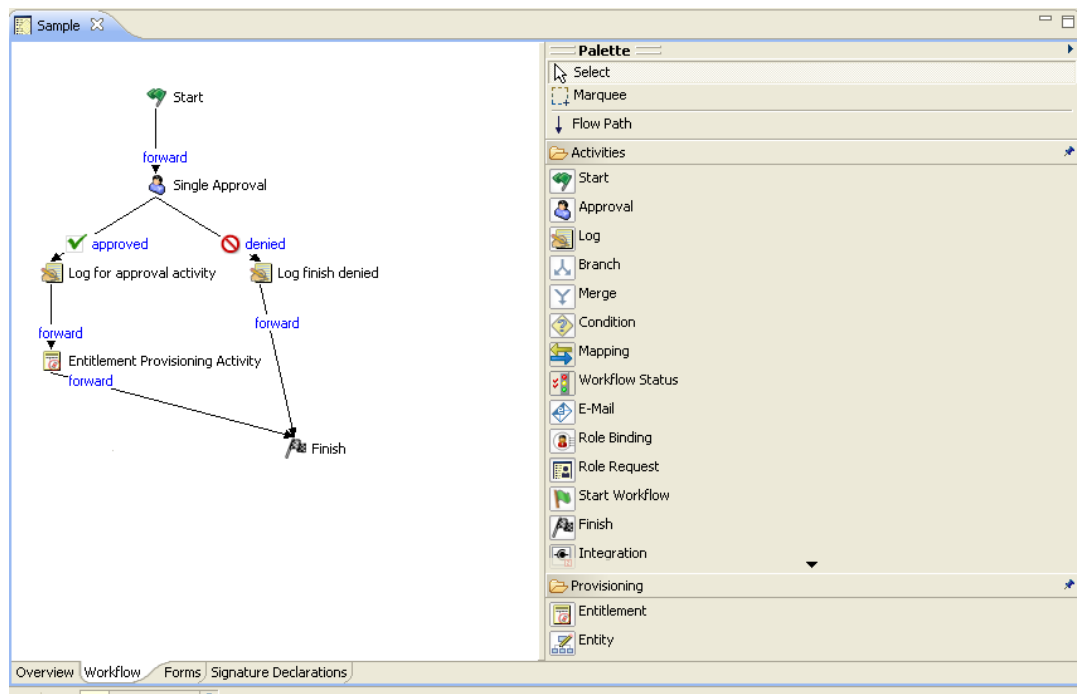 Sample
Start
forward
Single Approval
approved
denied
Log for approval activity
Log finish denied
forward
forward
Entitlement Provisioning Activity
forward
Finish
Palette
Select
Marquee
Flow Path
Activities
Start
Approval
Log
Branch
Merge
Condition
Mapping
Workflow Status
E-Mail
Role Binding
Role Request
Start Workflow
Finish
Integration
Provisioning
Entitlement
Entity
Overview Workflow Forms Signature Declarations